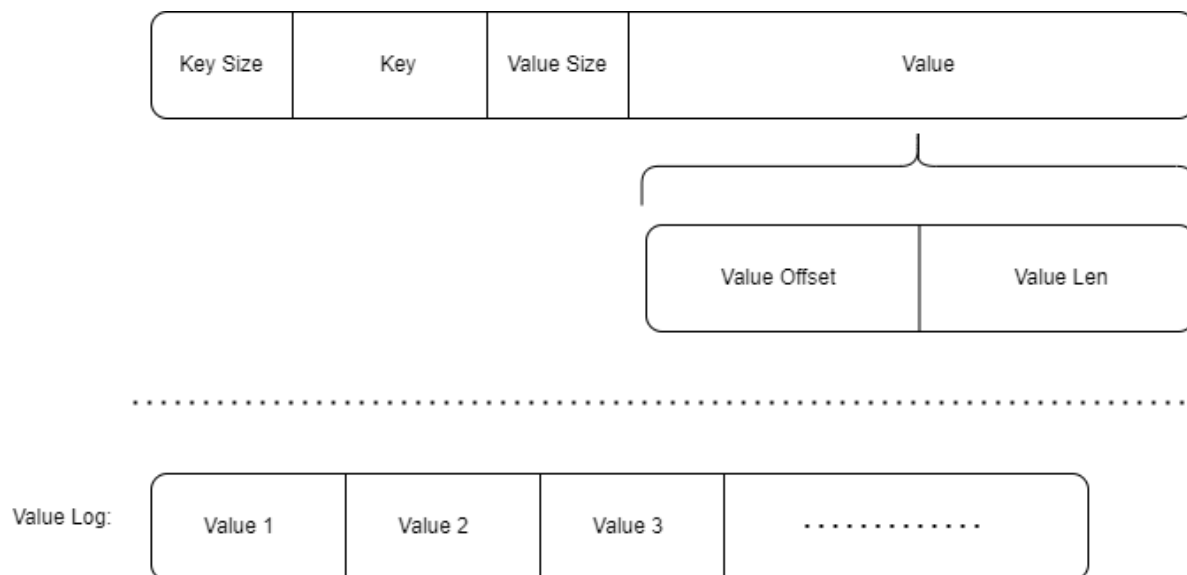 Key Size Key Value Size Value
Value Offset Value Len
Value Log: Value 1 Value 2 Value 3 .............